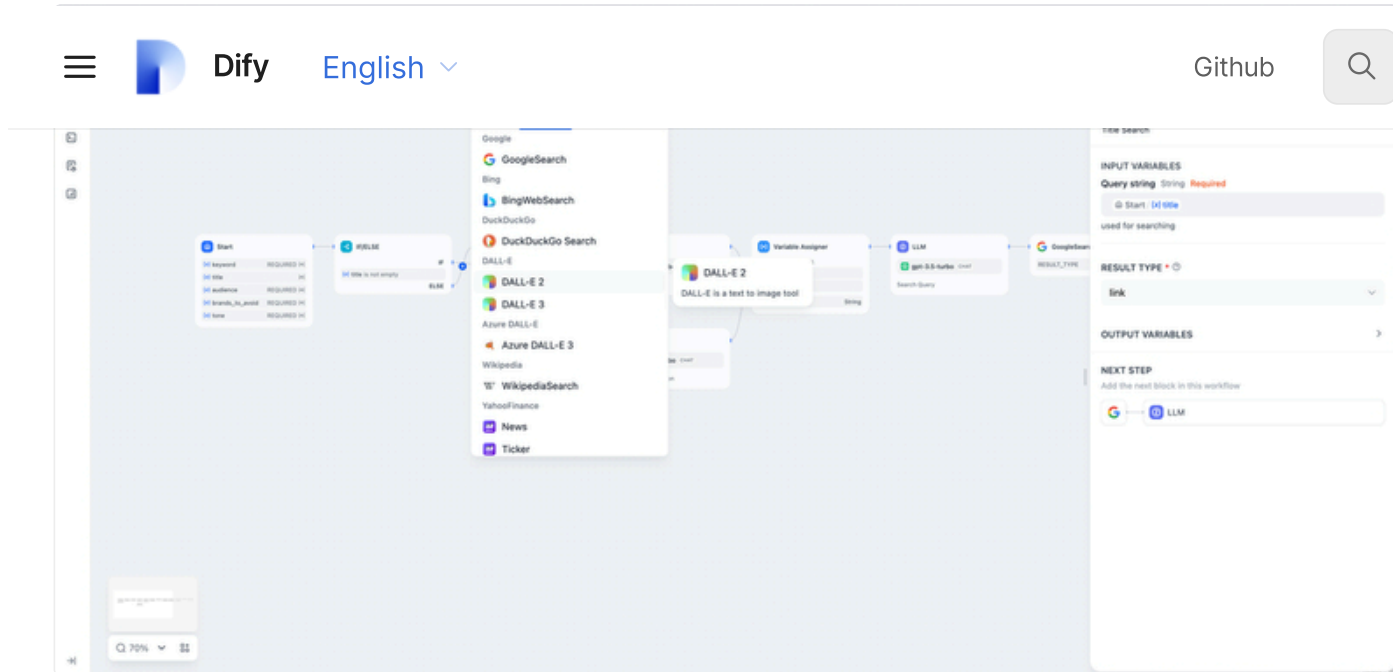 Dify
English
Github
Title Search
INPUT VARIABLES
Query string String Required
Start (x) title
used for searching
RESULT TYPE *
link
OUTPUT VARIABLES
NEXT STEP
Add the next block in this workflow
LLM
Google
GoogleSearch
Bing
BingWebSearch
DuckDuckGo
DuckDuckGo Search
DALL-E
DALL-E 2
DALL-E 3
Azure DALL-E
Azure DALL-E 3
Wikipedia
W WikipediaSearch
YahooFinance
News
Ticker
DALL-E 2
DALL-E is a text to image tool
Start
keyword REQUIRED
title
audience REQUIRED
brands_to_avoid REQUIRED
tone REQUIRED
IF/ELSE
IF
title is not empty
ELSE
CHAT
Variable Assigner
String
LLM
gpt-3.5-turbo CHAT
Search Query
GoogleSearch
RESULT_TYPE
70%